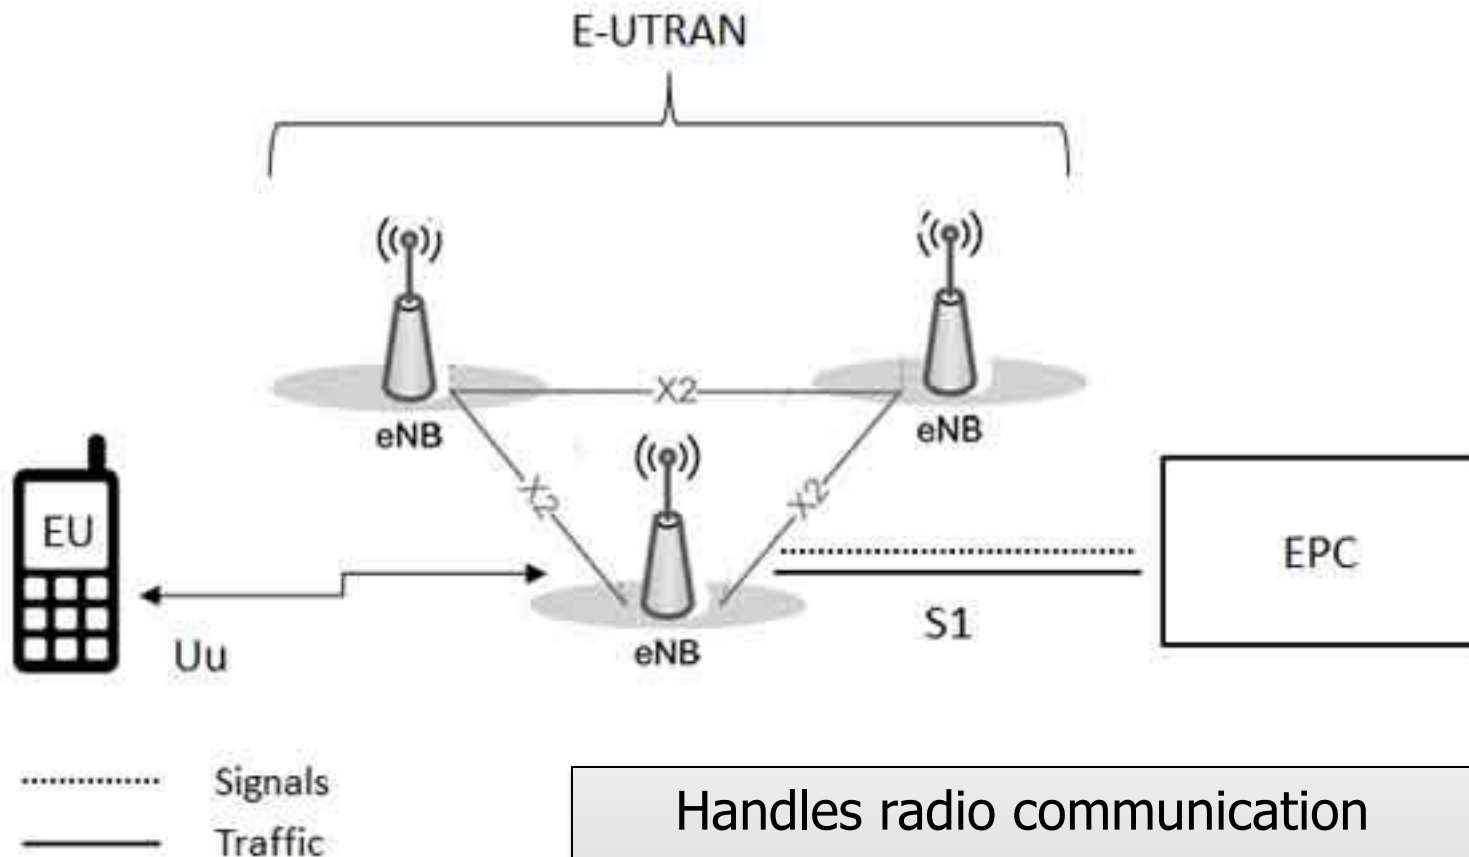 E-UTRAN
X2
eNB
eNB
X2
X2
EU
EPC
S1
Uu
eNB
Signals
Traffic
Handles radio communication